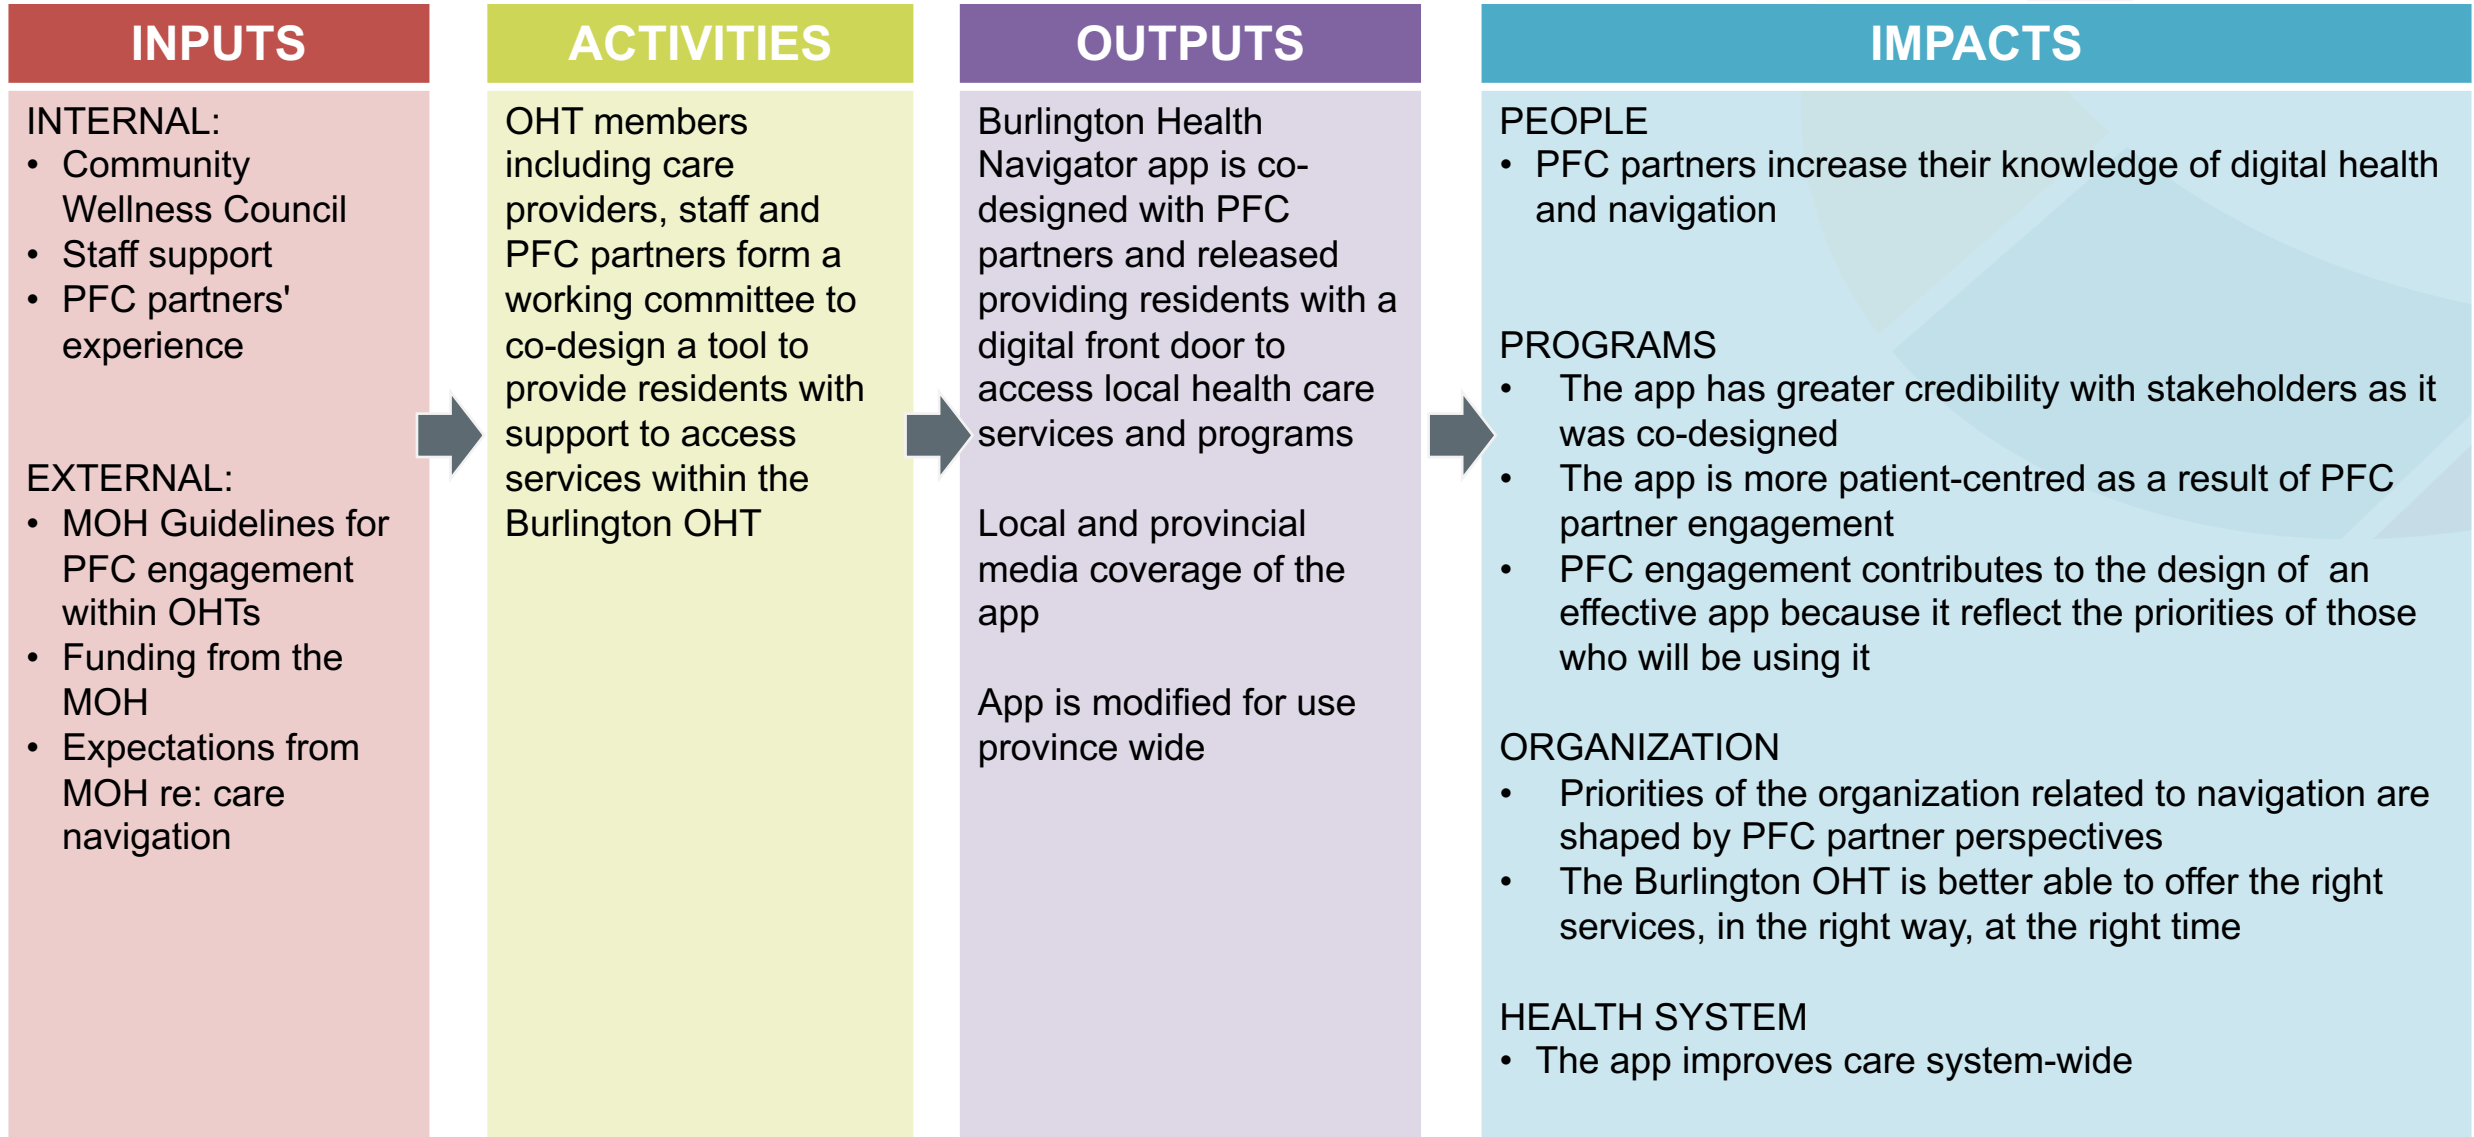 INPUTS
INTERNAL:
• Community
Wellness Council
• Staff support
• PFC partners'
experience
EXTERNAL:
• MOH Guidelines for
PFC engagement
within OHTs
• Funding from the
MOH
• Expectations from
MOH re: care
navigation
ACTIVITIES
OHT members
including care
providers, staff and
PFC partners form a
working committee to
co-design a tool to
provide residents with
support to access
services within the
Burlington OHT
OUTPUTS
Burlington Health
Navigator app is co-
designed with PFC
partners and released
providing residents with a
digital front door to
access local health care
services and programs
Local and provincial
media coverage of the
app
App is modified for use
province wide
IMPACTS
PEOPLE
• PFC partners increase their knowledge of digital health
and navigation
PROGRAMS
• The app has greater credibility with stakeholders as it
was co-designed
• The app is more patient-centred as a result of PFC
partner engagement
• PFC engagement contributes to the design of an
effective app because it reflect the priorities of those
who will be using it
ORGANIZATION
• Priorities of the organization related to navigation are
shaped by PFC partner perspectives
• The Burlington OHT is better able to offer the right
services, in the right way, at the right time
HEALTH SYSTEM
• The app improves care system-wide